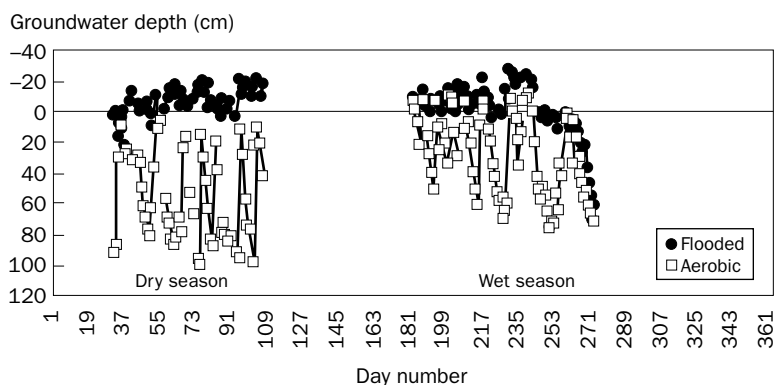 Groundwater depth (cm)
–40
–20
0
20
40
60
80
100
120
Dry season
Wet season
Flooded
Aerobic
1 19 37 55 73 91 109 127 145 163 181 199 217 235 253 271 289 307 325 343 361
Day number